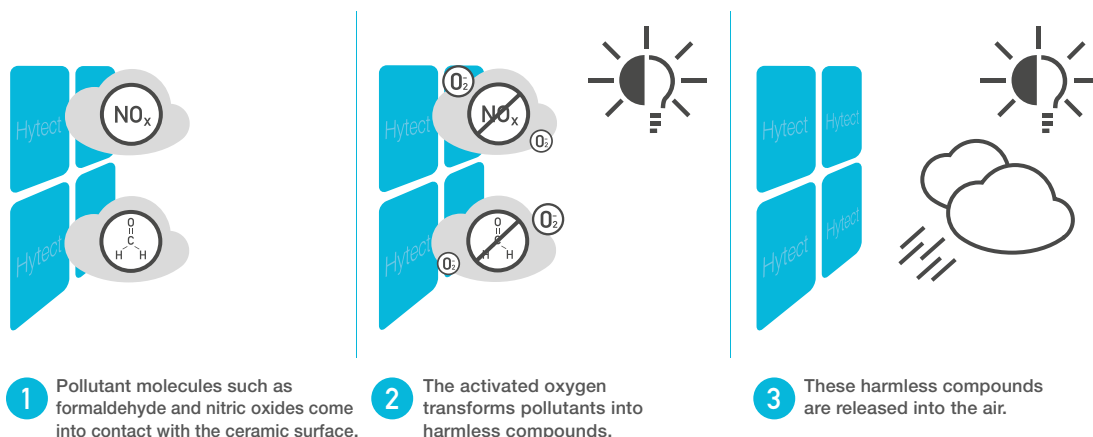 Hytect
NOx
Hytect
O
C
H H
O₂⁻
NOx
Hytect
O₂⁻
O
C
H H
O₂⁻
Hytect
O₂⁻
Hytect
Hytect
Hytect
Hytect
1
Pollutant molecules such as
formaldehyde and nitric oxides come
into contact with the ceramic surface.
2
The activated oxygen
transforms pollutants into
harmless compounds.
3
These harmless compounds
are released into the air.